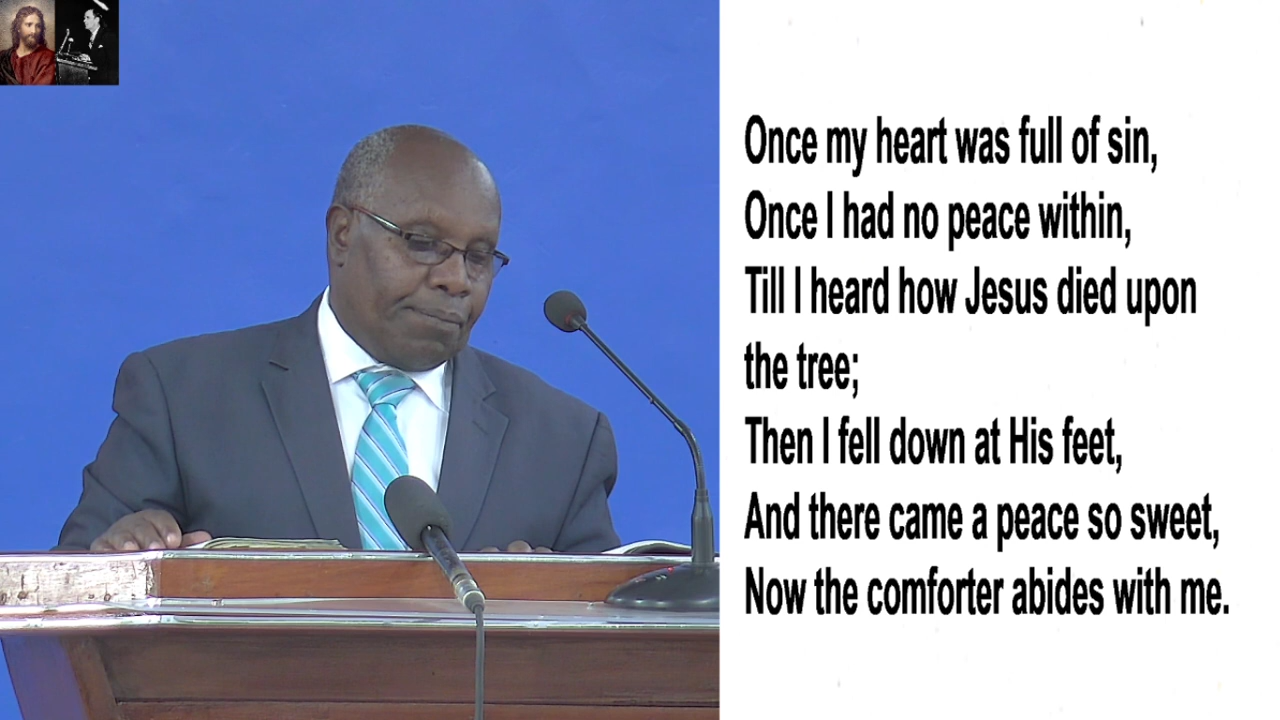 Once my heart was full of sin,
Once I had no peace within,
Till I heard how Jesus died upon
the tree;
Then I fell down at His feet,
And there came a peace so sweet,
Now the comforter abides with me.